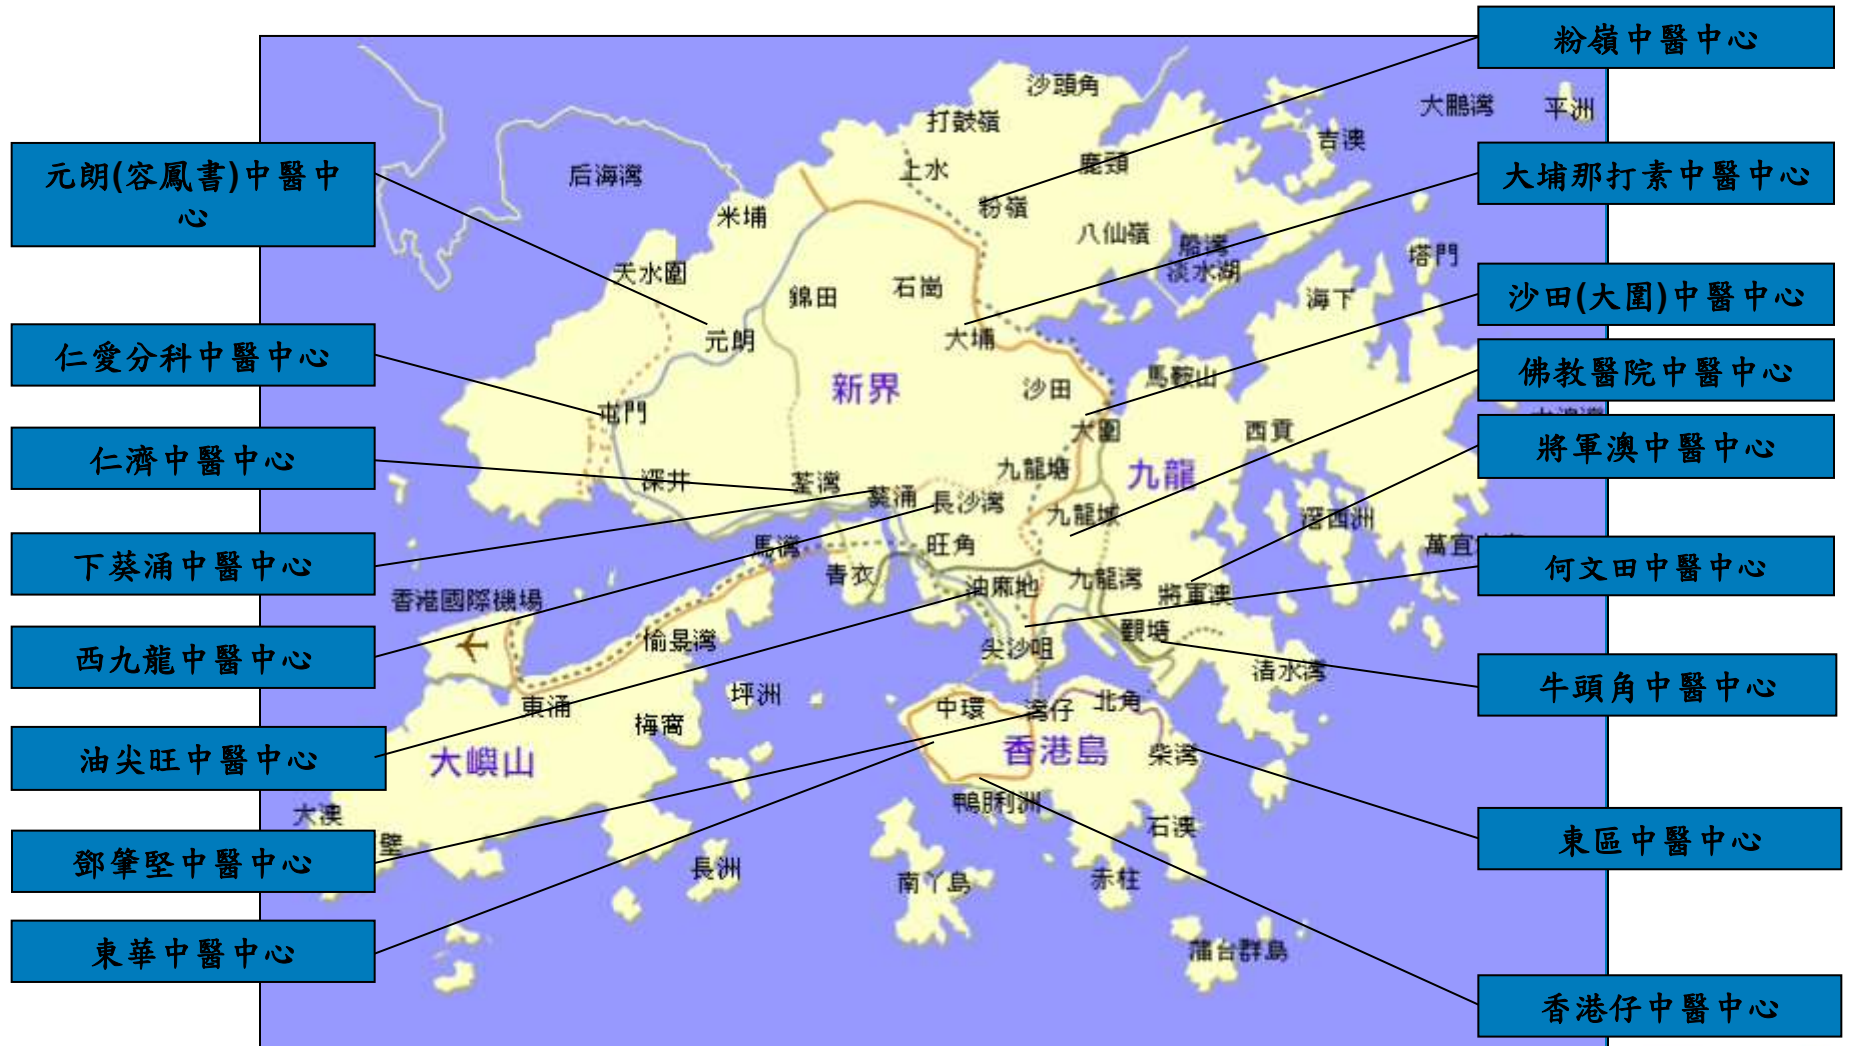 粉嶺中醫中心
沙頭角
大鵬灣
平洲
打鼓嶺
吉澳
元朗(容鳳書)中醫中
心
后海灣
上水
鹿頸
大埔那打素中醫中心
米埔
粉嶺
八仙嶺
船灣
淡水湖
塔門
天水圍
錦田
石崗
海下
沙田(大圍)中醫中心
仁愛分科中醫中心
元朗
大埔
新界
沙田
馬鞍山
佛教醫院中醫中心
屯門
大圍
西貢
將軍澳中醫中心
仁濟中醫中心
深井
荃灣
葵涌
長沙灣
九龍塘
九龍
九龍城
滘西洲
下葵涌中醫中心
馬灣
旺角
萬宜
何文田中醫中心
青衣
油麻地
九龍灣
將軍澳
香港國際機場
西九龍中醫中心
愉景灣
尖沙咀
觀塘
清水灣
牛頭角中醫中心
東涌
梅窩
坪洲
中環
灣仔
北角
油尖旺中醫中心
大嶼山
香港島
柴灣
大澳
壁
鴨脷洲
石澳
東區中醫中心
鄧肇堅中醫中心
長洲
南丫島
赤柱
東華中醫中心
蒲台群島
香港仔中醫中心